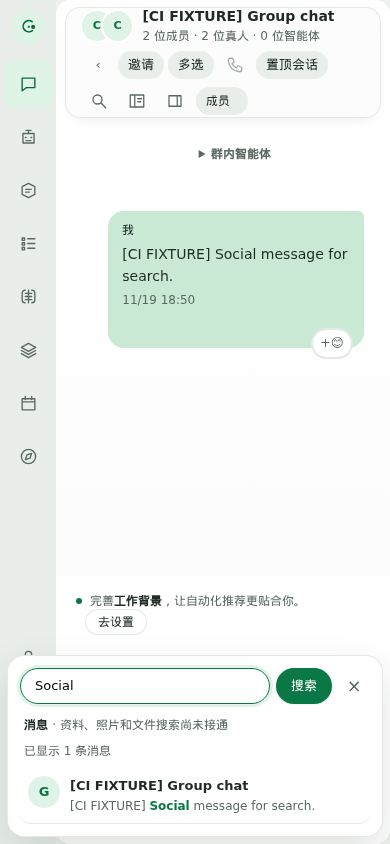 [CI FIXTURE] Group chat
C C
2 位成员 · 2 位真人 · 0 位智能体
‹ 邀请 多选 置顶会话
成员
▶ 群内智能体
我
[CI FIXTURE] Social message for
search.
11/19 18:50
+😊
完善工作背景，让自动化推荐更贴合你。
去设置
Social 搜索 ×
消息 · 资料、照片和文件搜索尚未接通
已显示 1 条消息
G [CI FIXTURE] Group chat
[CI FIXTURE] Social message for search.